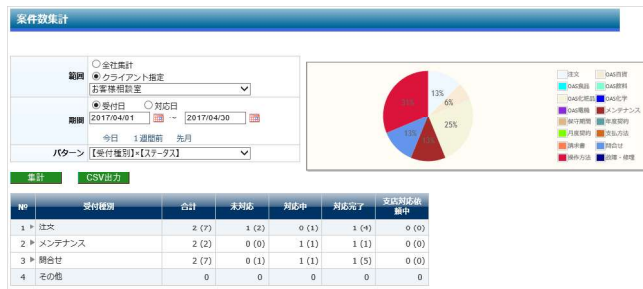 案件数集計
範囲
全社集計
クライアント指定
お客様相談室
期間
受付日 対応日
2017/04/01 ～ 2017/04/30
今日 1週間前 先月
パターン 【受付種別】×【ステータス】
集計 CSV出力
13%
6%
25%
13%
31%
注文 OAS百貨
OAS食品 OAS飲料
OAS化粧品 OAS化学
OAS電機 メンテナンス
保守期間 年度契約
月度契約 支払方法
請求書 問合せ
操作方法 故障・修理
№ 受付種別 合計 未対応 対応中 対応完了 支店対応依頼中
1 注文 2 (7) 1 (2) 0 (1) 1 (4) 0 (0)
2 メンテナンス 2 (2) 0 (0) 1 (1) 1 (1) 0 (0)
3 問合せ 2 (7) 0 (1) 1 (1) 1 (5) 0 (0)
4 その他 0 0 0 0 0